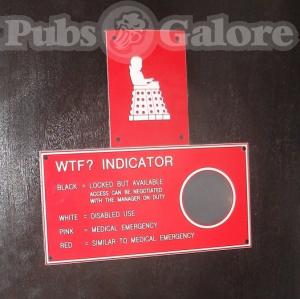 Pubs Galore
WTF? INDICATOR
BLACK = LOCKED BUT AVAILABLE
ACCESS CAN BE NEGOTIATED
WITH THE MANAGER ON DUTY
WHITE = DISABLED USE
PINK = MEDICAL EMERGENCY
RED = SIMILAR TO MEDICAL EMERGENCY